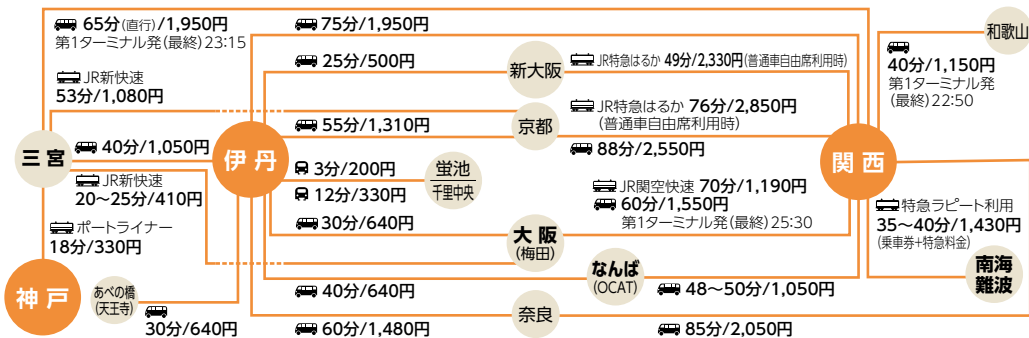 65分(直行)/1,950円
第1ターミナル発(最終)23:15
75分/1,950円
和歌山
40分/1,150円
第1ターミナル発
(最終)22:50
25分/500円
新大阪
JR特急はるか 49分/2,330円(普通車自由席利用時)
JR新快速
53分/1,080円
55分/1,310円
京都
JR特急はるか 76分/2,850円
(普通車自由席利用時)
88分/2,550円
三宮
40分/1,050円
伊丹
3分/200円
12分/330円
蛍池
千里中央
関西
JR新快速
20〜25分/410円
30分/640円
大阪
(梅田)
JR関空快速 70分/1,190円
60分/1,550円
第1ターミナル発(最終)25:30
特急ラピート利用
35〜40分/1,430円
(乗車券+特急料金)
ポートライナー
18分/330円
神戸
あべの橋
(天王寺)
30分/640円
40分/640円
なんば
(OCAT)
48〜50分/1,050円
南海
難波
60分/1,480円
奈良
85分/2,050円